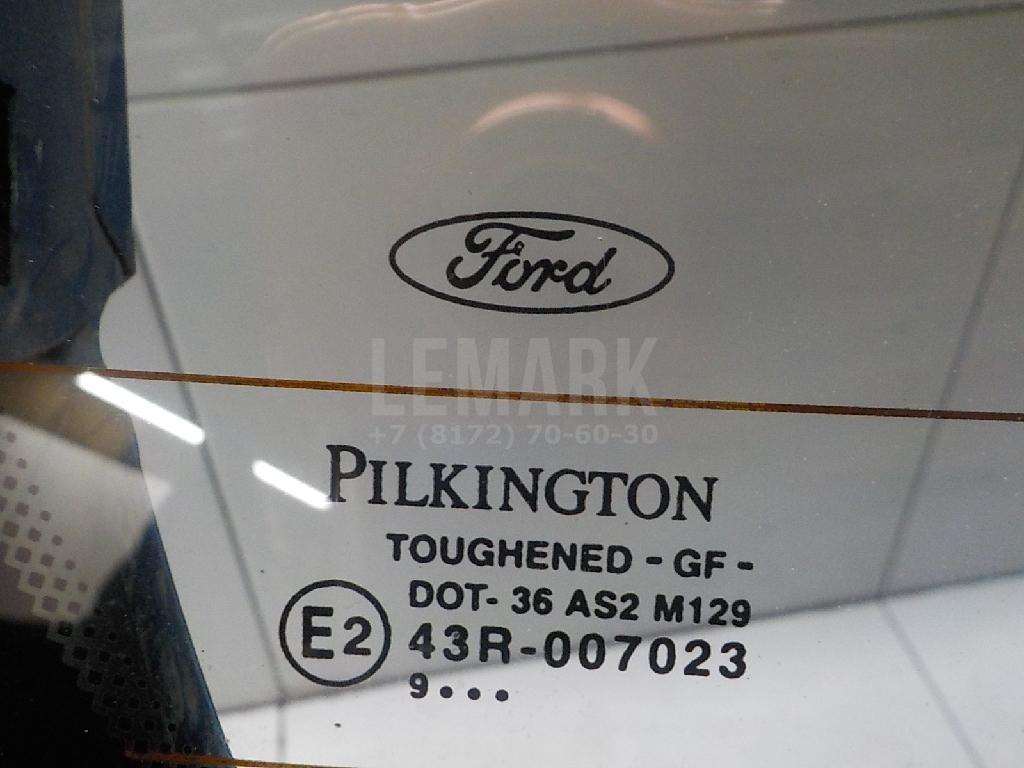 Ford
LEMARK
+7 (8172) 70-60-30
PILKINGTON
TOUGHENED - GF -
DOT- 36 AS2 M129
E2 43R-007023
9•••